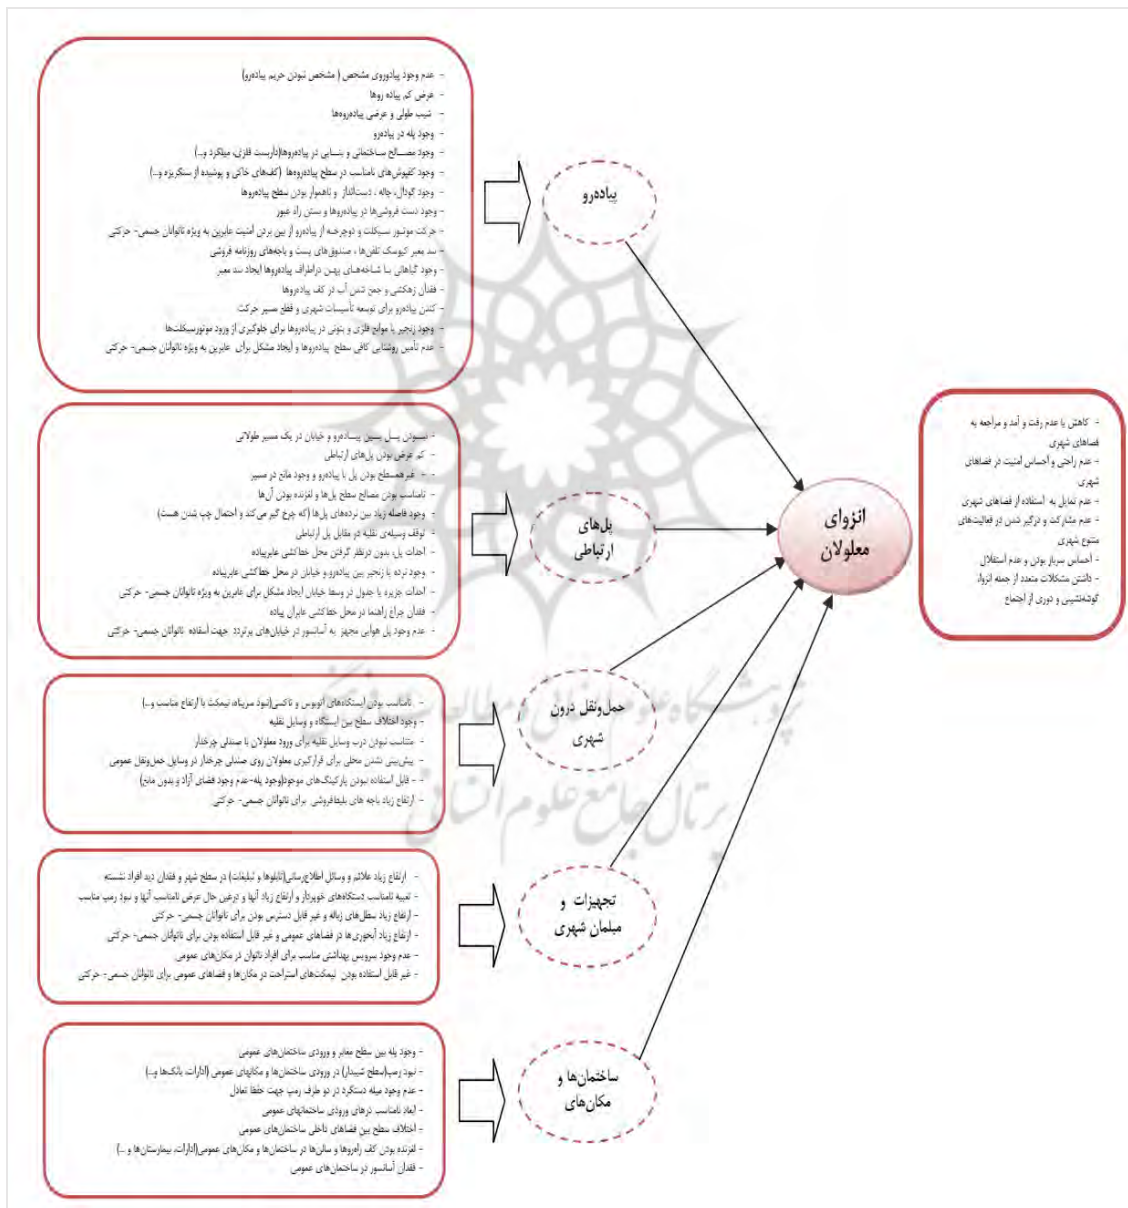 - عدم وجود پیادوروی مشخص ( مشخص نبودن حریم پیاده‌رو)
- عرض کم پیاده روها
- شیب طولی و عرضی پیاده‌روه‌ها
- وجود پله در پیاده‌رو
- وجود مصالح ساختمانی و بنایی در پیاده‌روها(داربست فلزی، میلگرد و...)
- وجود کفپوش‌های نامناسب در سطح پیاده‌روه‌ها (کف‌های خاکی و پوشیده از سنگریزه و...)
- وجود گودال، چاله ، دست‌انداز و ناهموار بودن سطح پیاده‌روها
- وجود دست فروشی‌ها در پیاده‌روها و بستن راه عبور
- حرکت موتور سیکلت و دوچرخه از پیاده‌رو از بین بردن امنیت عابرین به ویژه ناتوانان جسمی- حرکتی
- سد معبر کیوسک تلفن‌ها ، صندوق‌های پست و باجه‌های روزنامه فروشی
- وجود گیاهانی با شاخه‌های پهن دراطراف پیاده‌روها ایجاد سد معبر
- فقدان زهکشی و جمع شدن آب در کف پیاده‌روها
- کندن پیاده‌رو برای توسعه تأسیسات شهری و قطع مسیر حرکت
- وجود زنجیر یا موانع فلزی و بتونی در پیاده‌روها برای جلوگیری از ورود موتورسیکلت‌ها
- عدم تأمین روشنایی کافی سطح پیاده‌روها و ایجاد مشکل برای عابرین به ویژه ناتوانان جسمی- حرکتی
پیاده‌رو
- نبودن پل بین پیاده‌رو و خیابان در یک مسیر طولانی
- کم عرض بودن پل‌های ارتباطی
- - غیرهمسطح بودن پل با پیاده‌رو و وجود مانع در مسیر
- نامناسب بودن مصالح سطح پل‌ها و لغزنده بودن آن‌ها
- وجود فاصله زیاد بین نرده‌های پل‌ها (که چرخ گیر می‌کند و احتمال چپ شدن هست)
- توقف وسیله‌ی نقلیه در مقابل پل ارتباطی
- احداث پل، بدون درنظر گرفتن محل خط‌کشی عابرپیاده
- وجود نرده یا زنجیر بین پیاده‌رو و خیابان در محل خط‌کشی عابرپیاده
- احداث جزیره یا جدول در وسط خیابان ایجاد مشکل برای عابرین به ویژه ناتوانان جسمی- حرکتی
- فقدان چراغ راهنما در محل خط‌کشی عابران پیاده
- عدم وجود پل هوایی مجهز به آسانسور در خیابان‌های پرتردد جهت استفاده ناتوانان جسمی- حرکتی
پل‌های
ارتباطی
- نامناسب بودن ایستگاه‌های اتوبوس و تاکسی(نبود سرپناه، نیمکت با ارتفاع مناسب و...)
- وجود اختلاف سطح بین ایستگاه و وسایل نقلیه
- متناسب نبودن درب وسایل نقلیه برای ورود معلولان با صندلی چرخدار
- پیش‌بینی نشدن محلی برای قرارگیری معلولان روی صندلی چرخدار در وسایل حمل‌ونقل عمومی
- - قابل استفاده نبودن پارکینگ‌های موجود(وجود پله-عدم وجود فضای آزاد و بدون مانع)
- ارتفاع زیاد باجه های بلیط‌فروشی برای ناتوانان جسمی- حرکتی
حمل‌ونقل درون
شهری
- ارتفاع زیاد علائم و وسائل اطلاع‌رسانی(تابلوها و تبلیغات) در سطح شهر و فقدان دید افراد نشسته
- تعبیه نامناسب دستگاه‌های خودپرداز و ارتفاع زیاد آنها و درعین حال عرض نامناسب آنها و نبود رمپ مناسب
- ارتفاع زیاد سطل‌های زباله و غیر قابل دسترس بودن برای ناتوانان جسمی- حرکتی
- ارتفاع زیاد آبخوری‌ها در فضاهای عمومی و غیر قابل استفاده بودن برای ناتوانان جسمی- حرکتی
- عدم وجود سرویس بهداشتی مناسب برای افراد ناتوان در مکان‌های عمومی
- غیر قابل استفاده بودن نیمکت‌های استراحت در مکان‌ها و فضاهای عمومی برای ناتوانان جسمی- حرکتی
تجهیزات و
مبلمان شهری
- وجود پله بین سطح معابر و ورودی ساختمان‌های عمومی
- نبود رمپ(سطح شیبدار) در ورودی ساختمان‌ها و مکانهای عمومی (ادارات، بانک‌ها و...)
- عدم وجود میله دستگرد در دو طرف رمپ جهت حفظ تعادل
- ابعاد نامناسب درهای ورودی ساختمانهای عمومی
- اختلاف سطح بین فضاهای داخلی ساختمان‌های عمومی
- لغزنده بودن کف راه‌روها و سالن‌ها در ساختمان‌ها و مکان‌های عمومی(ادارات، بیمارستان‌ها و ...)
- فقدان آسانسور در ساختمان‌های عمومی
ساختمان‌ها و
مکان‌های
انزوای
معلولان
- کاهش یا عدم رفت و آمد و مراجعه به
فضاهای شهری
- عدم راحتی و احساس امنیت در فضاهای
شهری
- عدم تمایل به استفاده از فضاهای شهری
- عدم مشارکت و درگیر شدن در فعالیت‌های
متنوع شهری
- احساس سربار بودن و عدم استقلال
- داشتن مشکلات متعدد از جمله انزوا،
گوشه‌نشینی و دوری از اجتماع
پژوهشگاه علوم انسانی و مطالعات فرهنگی
پرتال جامع علوم انسانی